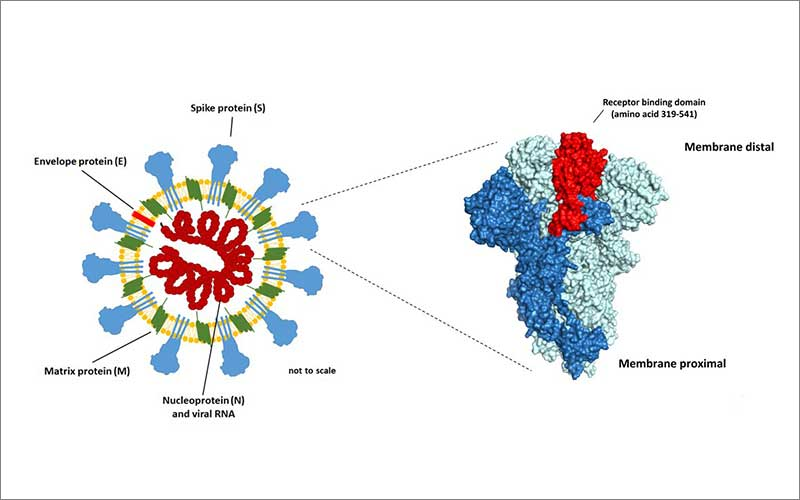 Spike protein (S)
Envelope protein (E)
Matrix protein (M)
Nucleoprotein (N)
and viral RNA
not to scale
Receptor binding domain
(amino acid 319-541)
Membrane distal
Membrane proximal